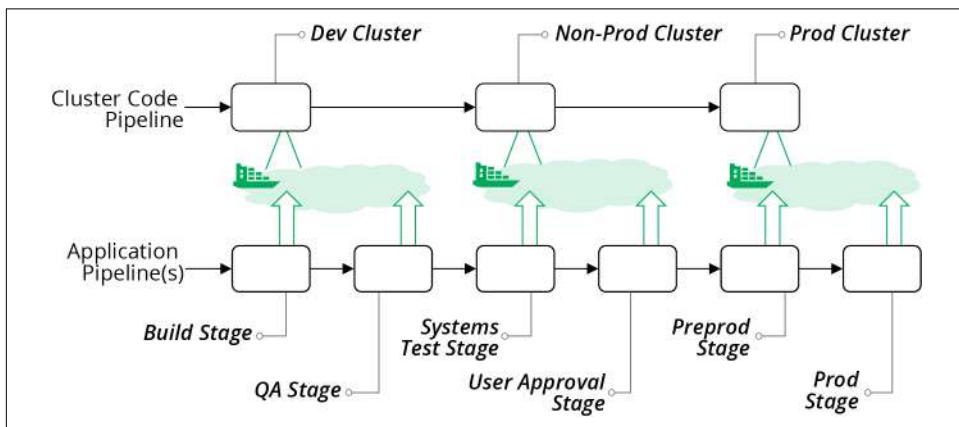 Dev Cluster
Non-Prod Cluster
Prod Cluster
Cluster Code
Pipeline
Application
Pipeline(s)
Build Stage
QA Stage
Systems
Test Stage
User Approval
Stage
Preprod
Stage
Prod
Stage